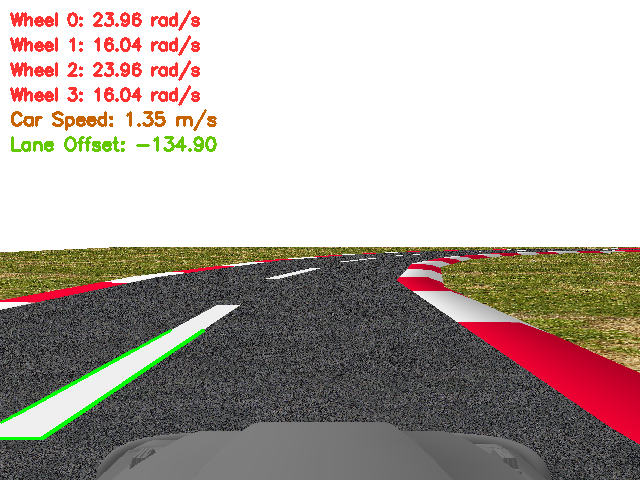 Wheel 0: 23.96 rad/s
Wheel 1: 16.04 rad/s
Wheel 2: 23.96 rad/s
Wheel 3: 16.04 rad/s
Car Speed: 1.35 m/s
Lane Offset: -134.90